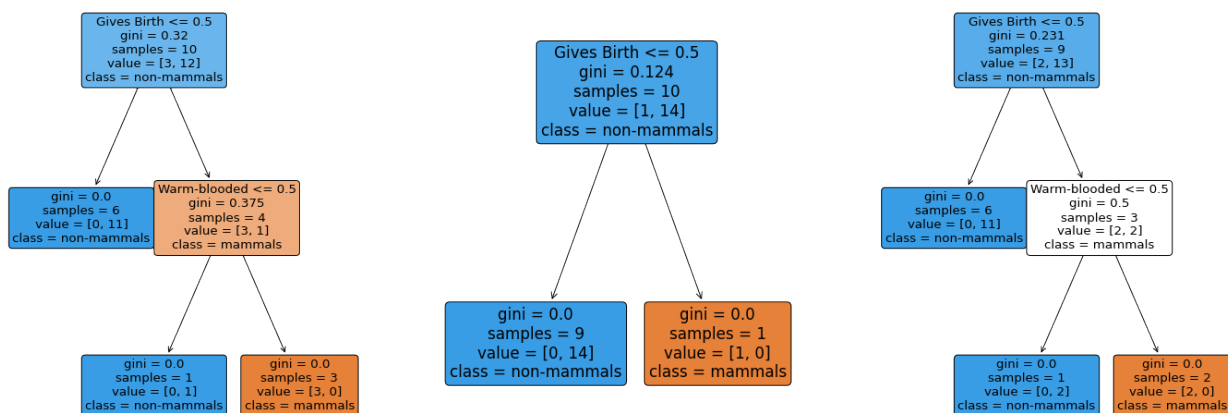 Gives Birth <= 0.5
gini = 0.32
samples = 10
value = [3, 12]
class = non-mammals
gini = 0.0
samples = 6
value = [0, 11]
class = non-mammals
Warm-blooded <= 0.5
gini = 0.375
samples = 4
value = [3, 1]
class = mammals
gini = 0.0
samples = 1
value = [0, 1]
class = non-mammals
gini = 0.0
samples = 3
value = [3, 0]
class = mammals
Gives Birth <= 0.5
gini = 0.124
samples = 10
value = [1, 14]
class = non-mammals
gini = 0.0
samples = 9
value = [0, 14]
class = non-mammals
gini = 0.0
samples = 1
value = [1, 0]
class = mammals
Gives Birth <= 0.5
gini = 0.231
samples = 9
value = [2, 13]
class = non-mammals
gini = 0.0
samples = 6
value = [0, 11]
class = non-mammals
Warm-blooded <= 0.5
gini = 0.5
samples = 3
value = [2, 2]
class = mammals
gini = 0.0
samples = 1
value = [0, 2]
class = non-mammals
gini = 0.0
samples = 2
value = [2, 0]
class = mammals